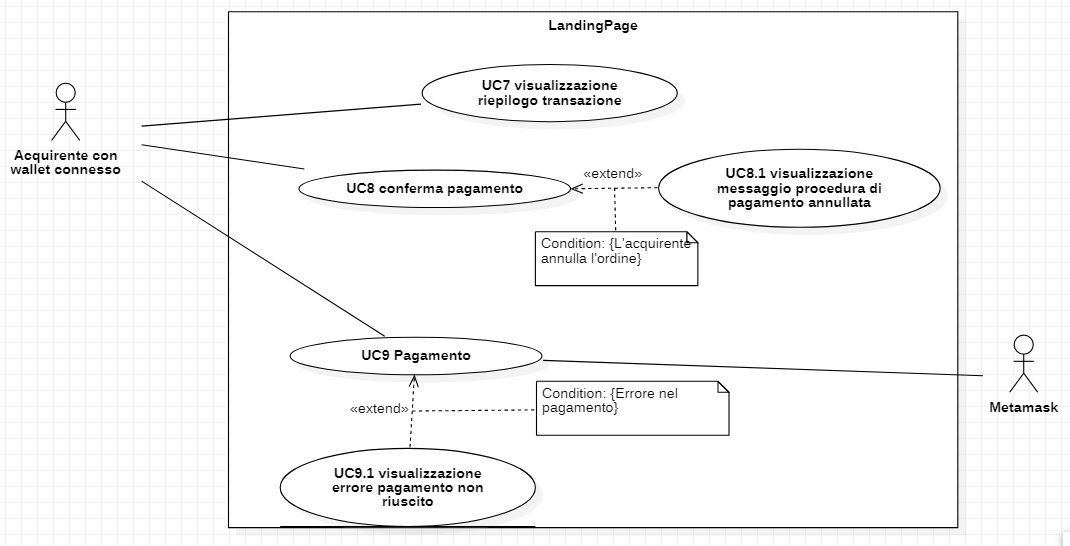 LandingPage
UC7 visualizzazione
riepilogo transazione
Acquirente con
wallet connesso
UC8 conferma pagamento
«extend»
UC8.1 visualizzazione
messaggio procedura di
pagamento annullata
Condition: {L'acquirente
annulla l'ordine}
UC9 Pagamento
Metamask
«extend»
Condition: {Errore nel
pagamento}
UC9.1 visualizzazione
errore pagamento non
riuscito